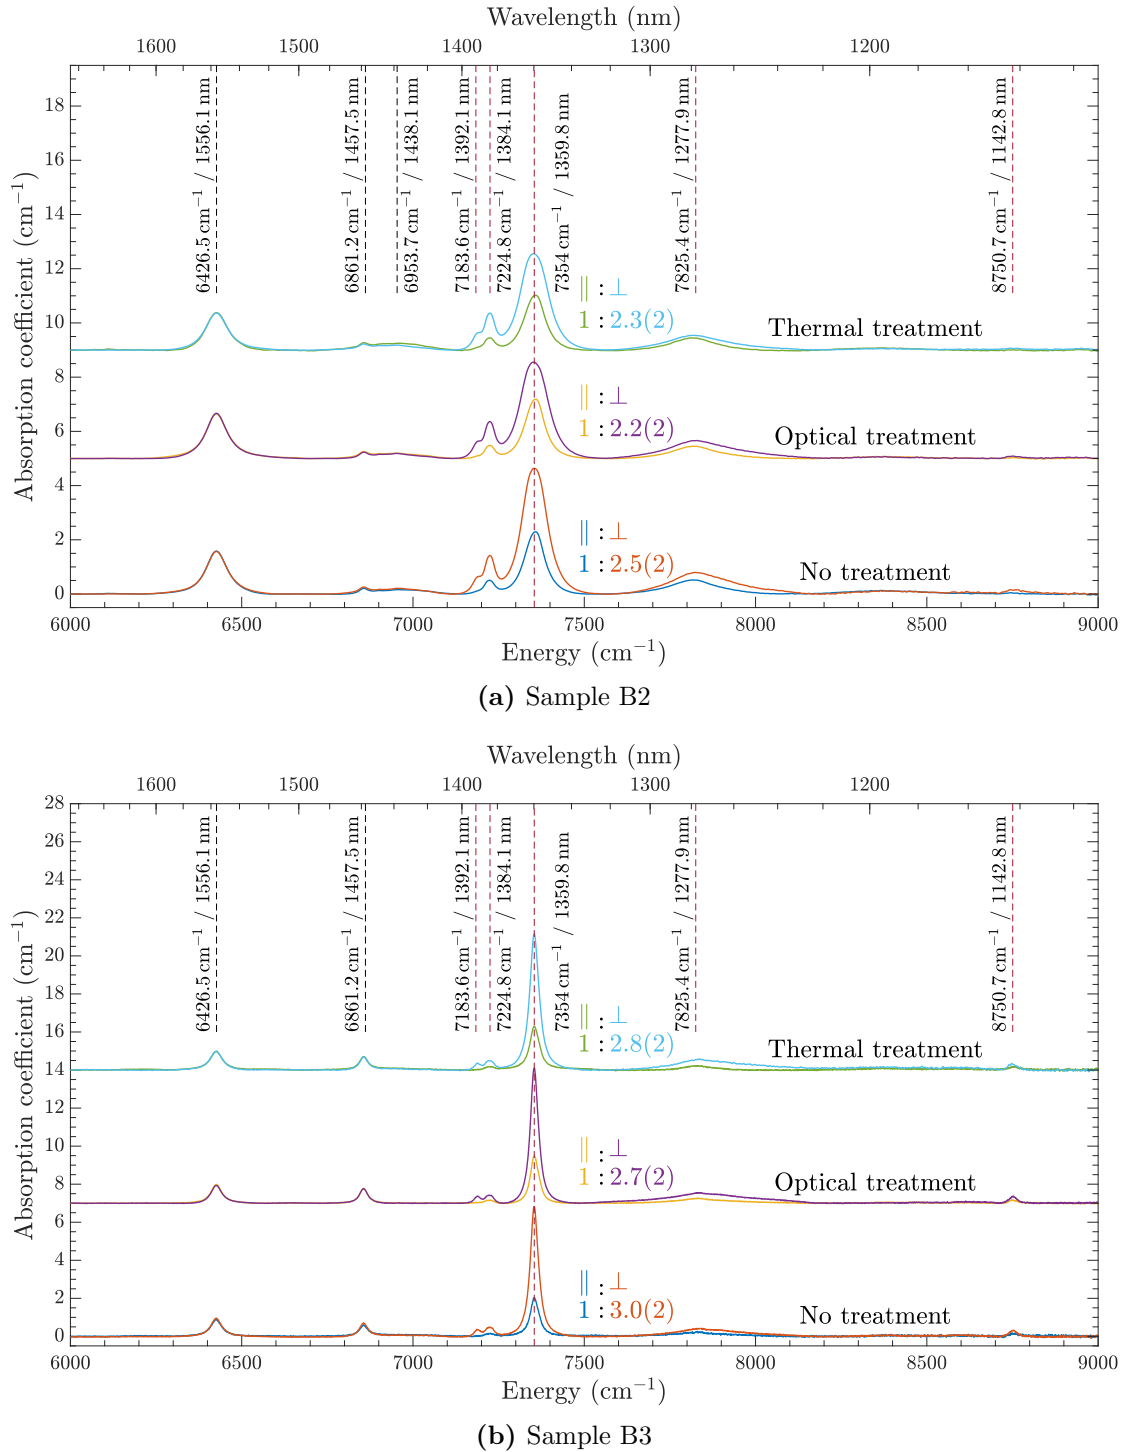 Wavelength (nm)
1600 1500 1400 1300 1200
Absorption coefficient (cm⁻¹)
18
16
14
12
10
8
6
4
2
0
6426.5 cm⁻¹ / 1556.1 nm
6861.2 cm⁻¹ / 1457.5 nm
6953.7 cm⁻¹ / 1438.1 nm
7183.6 cm⁻¹ / 1392.1 nm
7224.8 cm⁻¹ / 1384.1 nm
7354 cm⁻¹ / 1359.8 nm
7825.4 cm⁻¹ / 1277.9 nm
8750.7 cm⁻¹ / 1142.8 nm
|| : ⊥
1 : 2.3(2)
Thermal treatment
|| : ⊥
1 : 2.2(2)
Optical treatment
|| : ⊥
1 : 2.5(2)
No treatment
6000 6500 7000 7500 8000 8500 9000
Energy (cm⁻¹)
(a) Sample B2
Wavelength (nm)
1600 1500 1400 1300 1200
Absorption coefficient (cm⁻¹)
28
26
24
22
20
18
16
14
12
10
8
6
4
2
0
6426.5 cm⁻¹ / 1556.1 nm
6861.2 cm⁻¹ / 1457.5 nm
7183.6 cm⁻¹ / 1392.1 nm
7224.8 cm⁻¹ / 1384.1 nm
7354 cm⁻¹ / 1359.8 nm
7825.4 cm⁻¹ / 1277.9 nm
8750.7 cm⁻¹ / 1142.8 nm
|| : ⊥
1 : 2.8(2)
Thermal treatment
|| : ⊥
1 : 2.7(2)
Optical treatment
|| : ⊥
1 : 3.0(2)
No treatment
6000 6500 7000 7500 8000 8500 9000
Energy (cm⁻¹)
(b) Sample B3